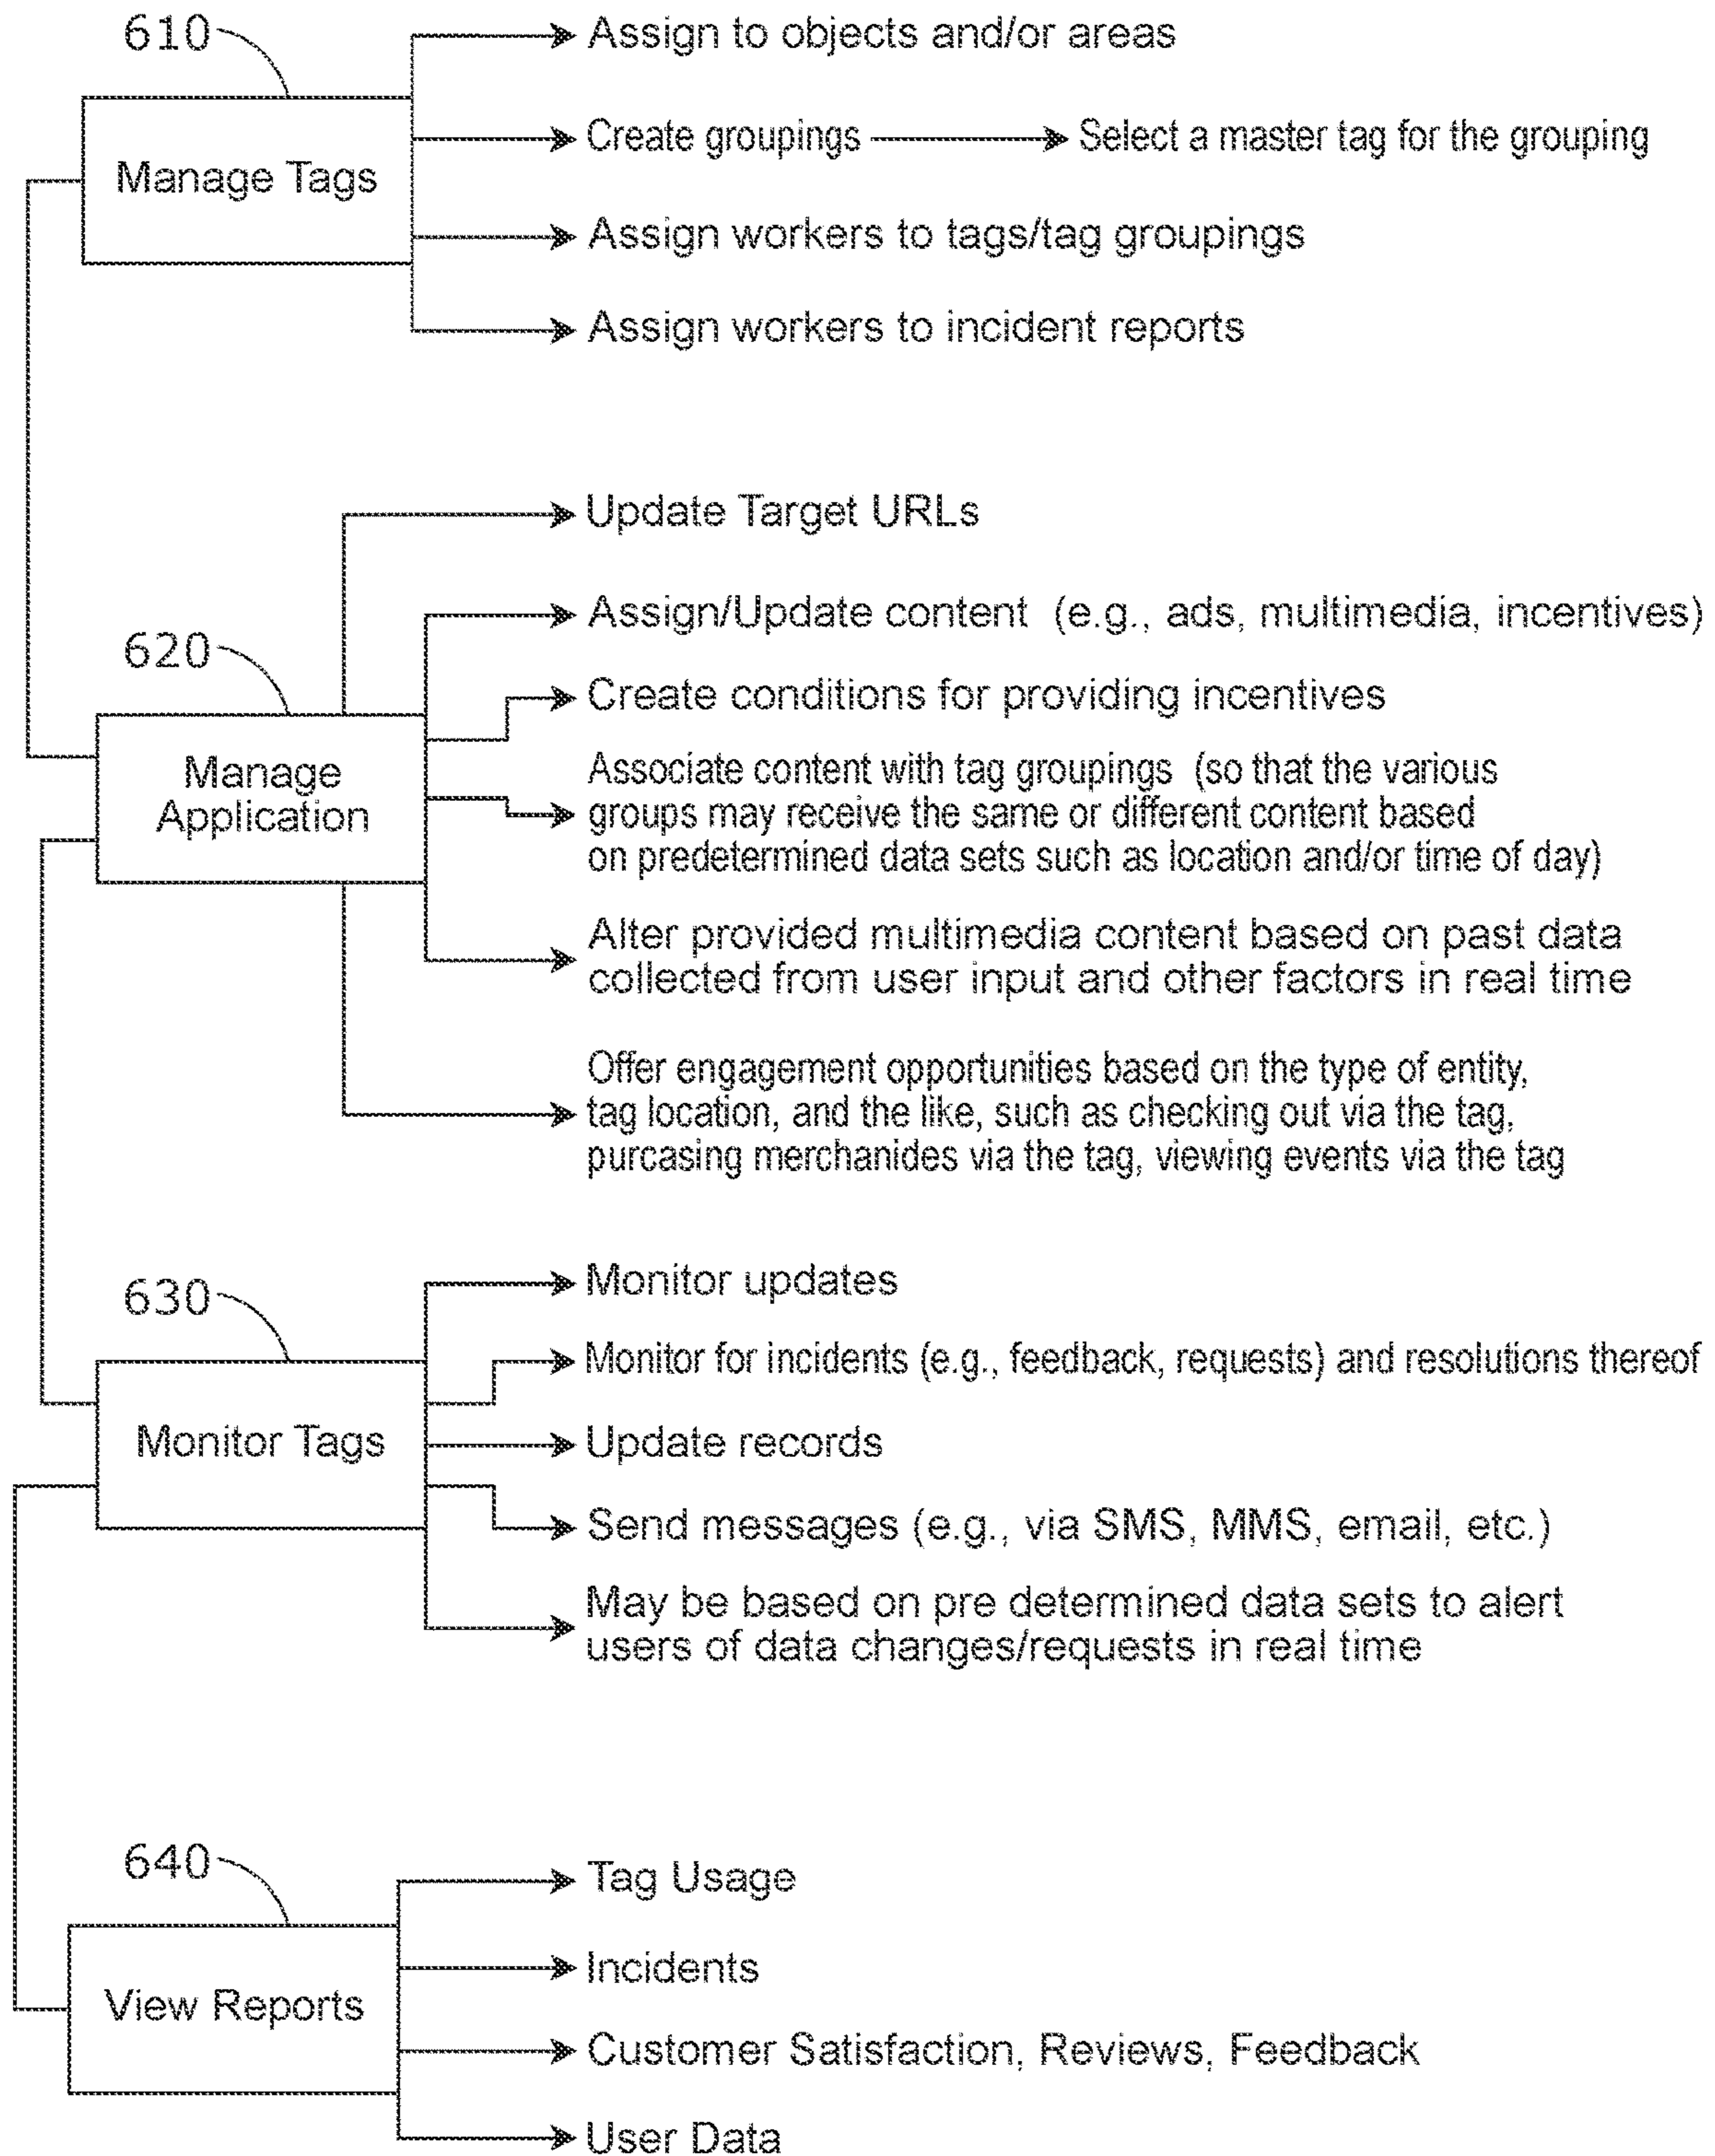 610
Manage Tags
Assign to objects and/or areas
Create groupings
Select a master tag for the grouping
Assign workers to tags/tag groupings
Assign workers to incident reports
620
Manage
Application
Update Target URLs
Assign/Update content (e.g., ads, multimedia, incentives)
Create conditions for providing incentives
Associate content with tag groupings (so that the various
groups may receive the same or different content based
on predetermined data sets such as location and/or time of day)
Alter provided multimedia content based on past data
collected from user input and other factors in real time
Offer engagement opportunities based on the type of entity,
tag location, and the like, such as checking out via the tag,
purcasing merchanides via the tag, viewing events via the tag
630
Monitor Tags
Monitor updates
Monitor for incidents (e.g., feedback, requests) and resolutions thereof
Update records
Send messages (e.g., via SMS, MMS, email, etc.)
May be based on pre determined data sets to alert
users of data changes/requests in real time
640
View Reports
Tag Usage
Incidents
Customer Satisfaction, Reviews, Feedback
User Data